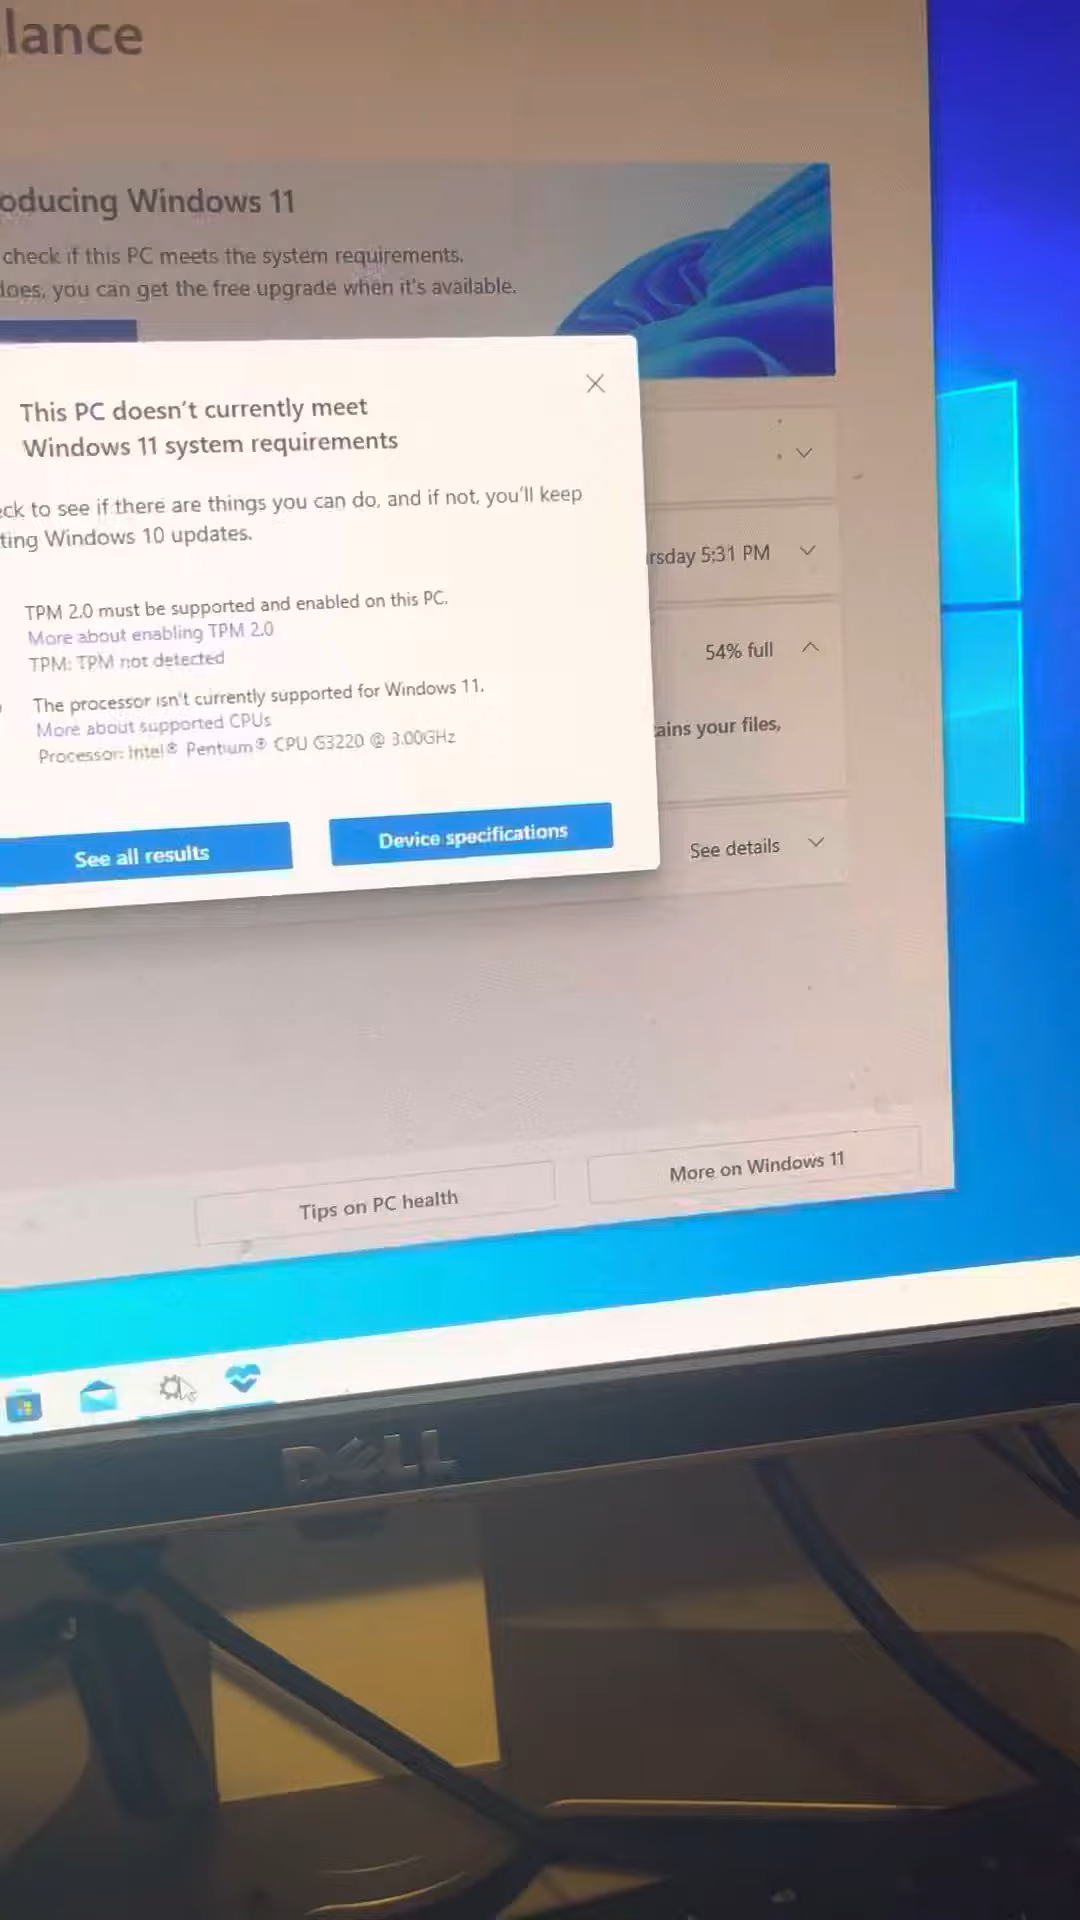 lance
oducing Windows 11
check if this PC meets the system requirements.
does, you can get the free upgrade when it's available.
This PC doesn't currently meet
Windows 11 system requirements
ck to see if there are things you can do, and if not, you'll keep
ting Windows 10 updates.
TPM 2.0 must be supported and enabled on this PC.
More about enabling TPM 2.0
TPM: TPM not detected
The processor isn't currently supported for Windows 11.
More about supported CPUs
Processor: Intel® Pentium® CPU G3220 @ 3.00GHz
See all results
Device specifications
rsday 5:31 PM
54% full
ains your files,
See details
Tips on PC health
More on Windows 11
DELL